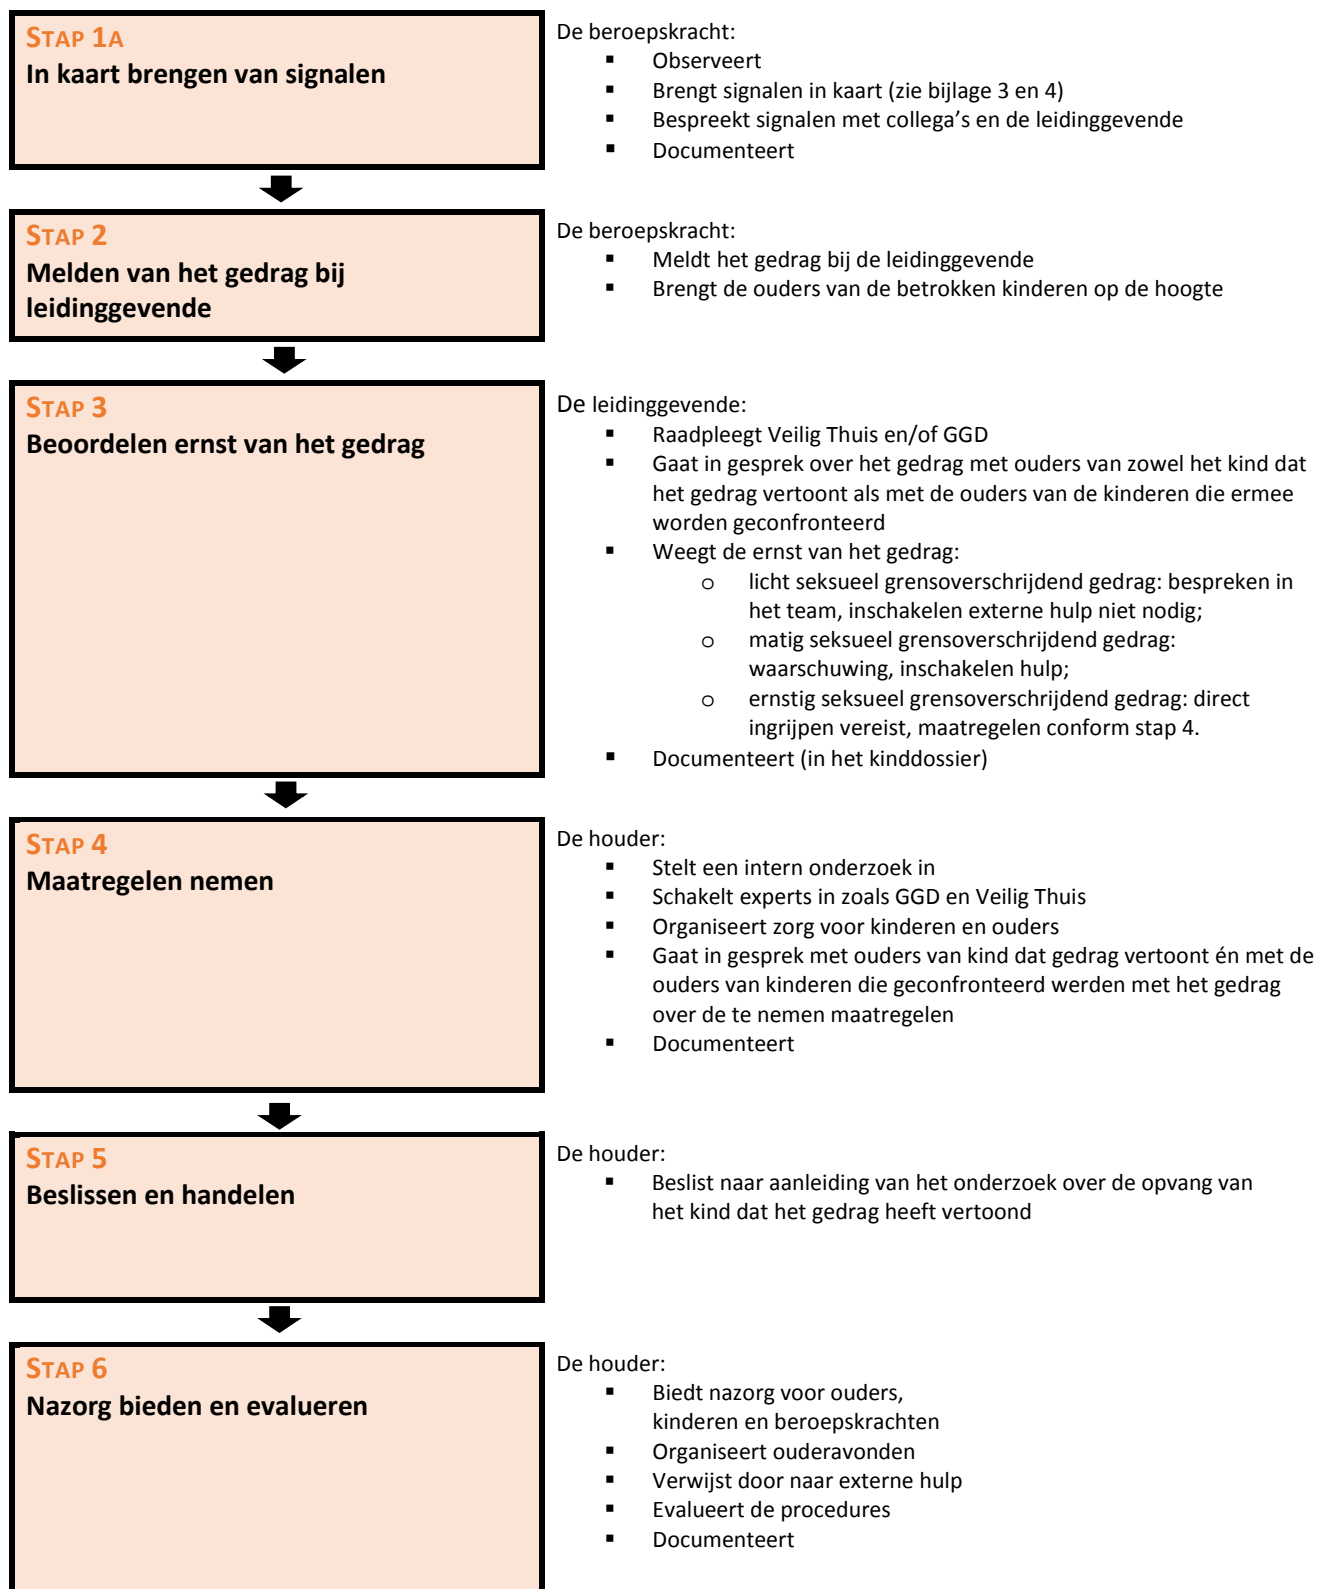 STAP 1A
In kaart brengen van signalen
De beroepskracht:
▪ Observeert
▪ Brengt signalen in kaart (zie bijlage 3 en 4)
▪ Bespreekt signalen met collega’s en de leidinggevende
▪ Documenteert
STAP 2
Melden van het gedrag bij
leidinggevende
De beroepskracht:
▪ Meldt het gedrag bij de leidinggevende
▪ Brengt de ouders van de betrokken kinderen op de hoogte
STAP 3
Beoordelen ernst van het gedrag
De leidinggevende:
▪ Raadpleegt Veilig Thuis en/of GGD
▪ Gaat in gesprek over het gedrag met ouders van zowel het kind dat
het gedrag vertoont als met de ouders van de kinderen die ermee
worden geconfronteerd
▪ Weegt de ernst van het gedrag:
o licht seksueel grensoverschrijdend gedrag: bespreken in
het team, inschakelen externe hulp niet nodig;
o matig seksueel grensoverschrijdend gedrag:
waarschuwing, inschakelen hulp;
o ernstig seksueel grensoverschrijdend gedrag: direct
ingrijpen vereist, maatregelen conform stap 4.
▪ Documenteert (in het kinddossier)
STAP 4
Maatregelen nemen
De houder:
▪ Stelt een intern onderzoek in
▪ Schakelt experts in zoals GGD en Veilig Thuis
▪ Organiseert zorg voor kinderen en ouders
▪ Gaat in gesprek met ouders van kind dat gedrag vertoont én met de
ouders van kinderen die geconfronteerd werden met het gedrag
over de te nemen maatregelen
▪ Documenteert
STAP 5
Beslissen en handelen
De houder:
▪ Beslist naar aanleiding van het onderzoek over de opvang van
het kind dat het gedrag heeft vertoond
STAP 6
Nazorg bieden en evalueren
De houder:
▪ Biedt nazorg voor ouders,
kinderen en beroepskrachten
▪ Organiseert ouderavonden
▪ Verwijst door naar externe hulp
▪ Evalueert de procedures
▪ Documenteert